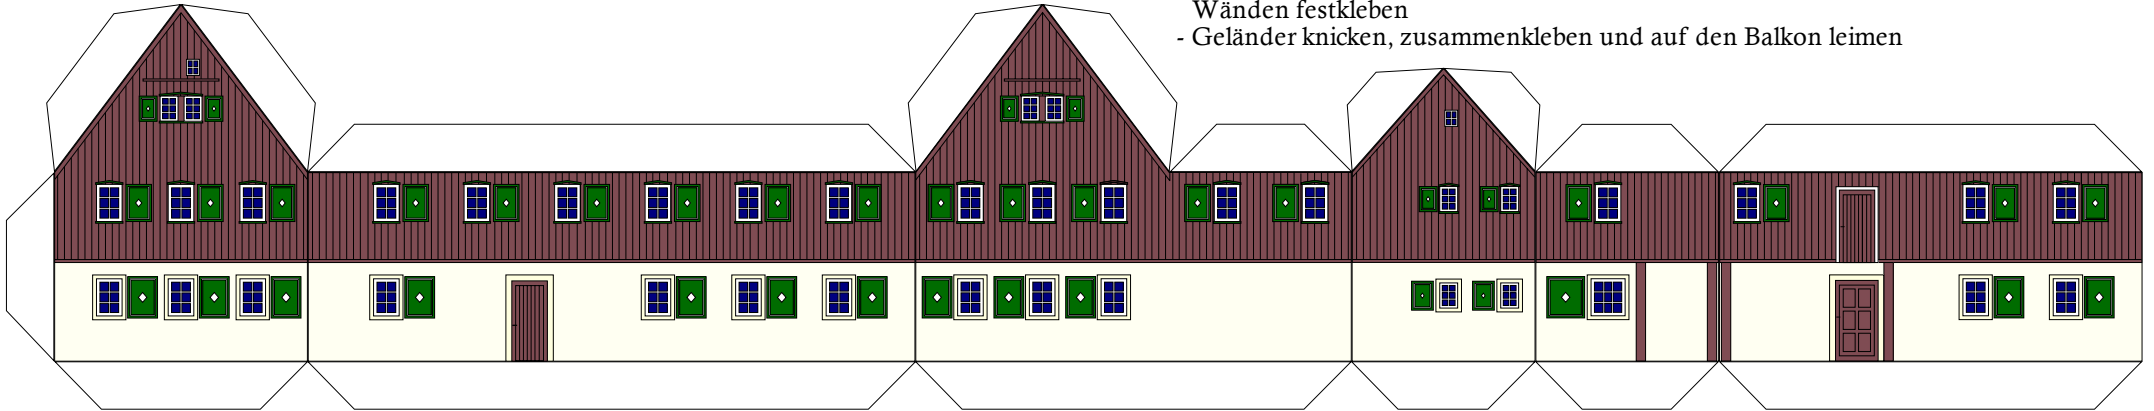 Wänden festkleben
- Geländer knicken, zusammenkleben und auf den Balkon leimen